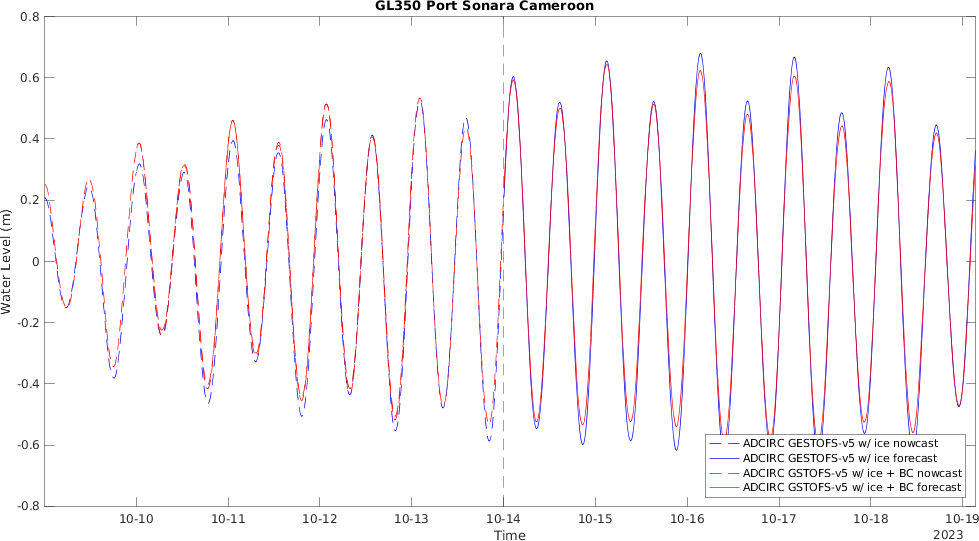 GL350 Port Sonara Cameroon
0.8
0.6
0.4
0.2
0
-0.2
-0.4
-0.6
-0.8
Water Level (m)
ADCIRC GESTOFS-v5 w/ ice nowcast
ADCIRC GESTOFS-v5 w/ ice forecast
ADCIRC GSTOFS-v5 w/ ice + BC nowcast
ADCIRC GSTOFS-v5 w/ ice + BC forecast
10-10 10-11 10-12 10-13 10-14 10-15 10-16 10-17 10-18 10-19
Time
2023